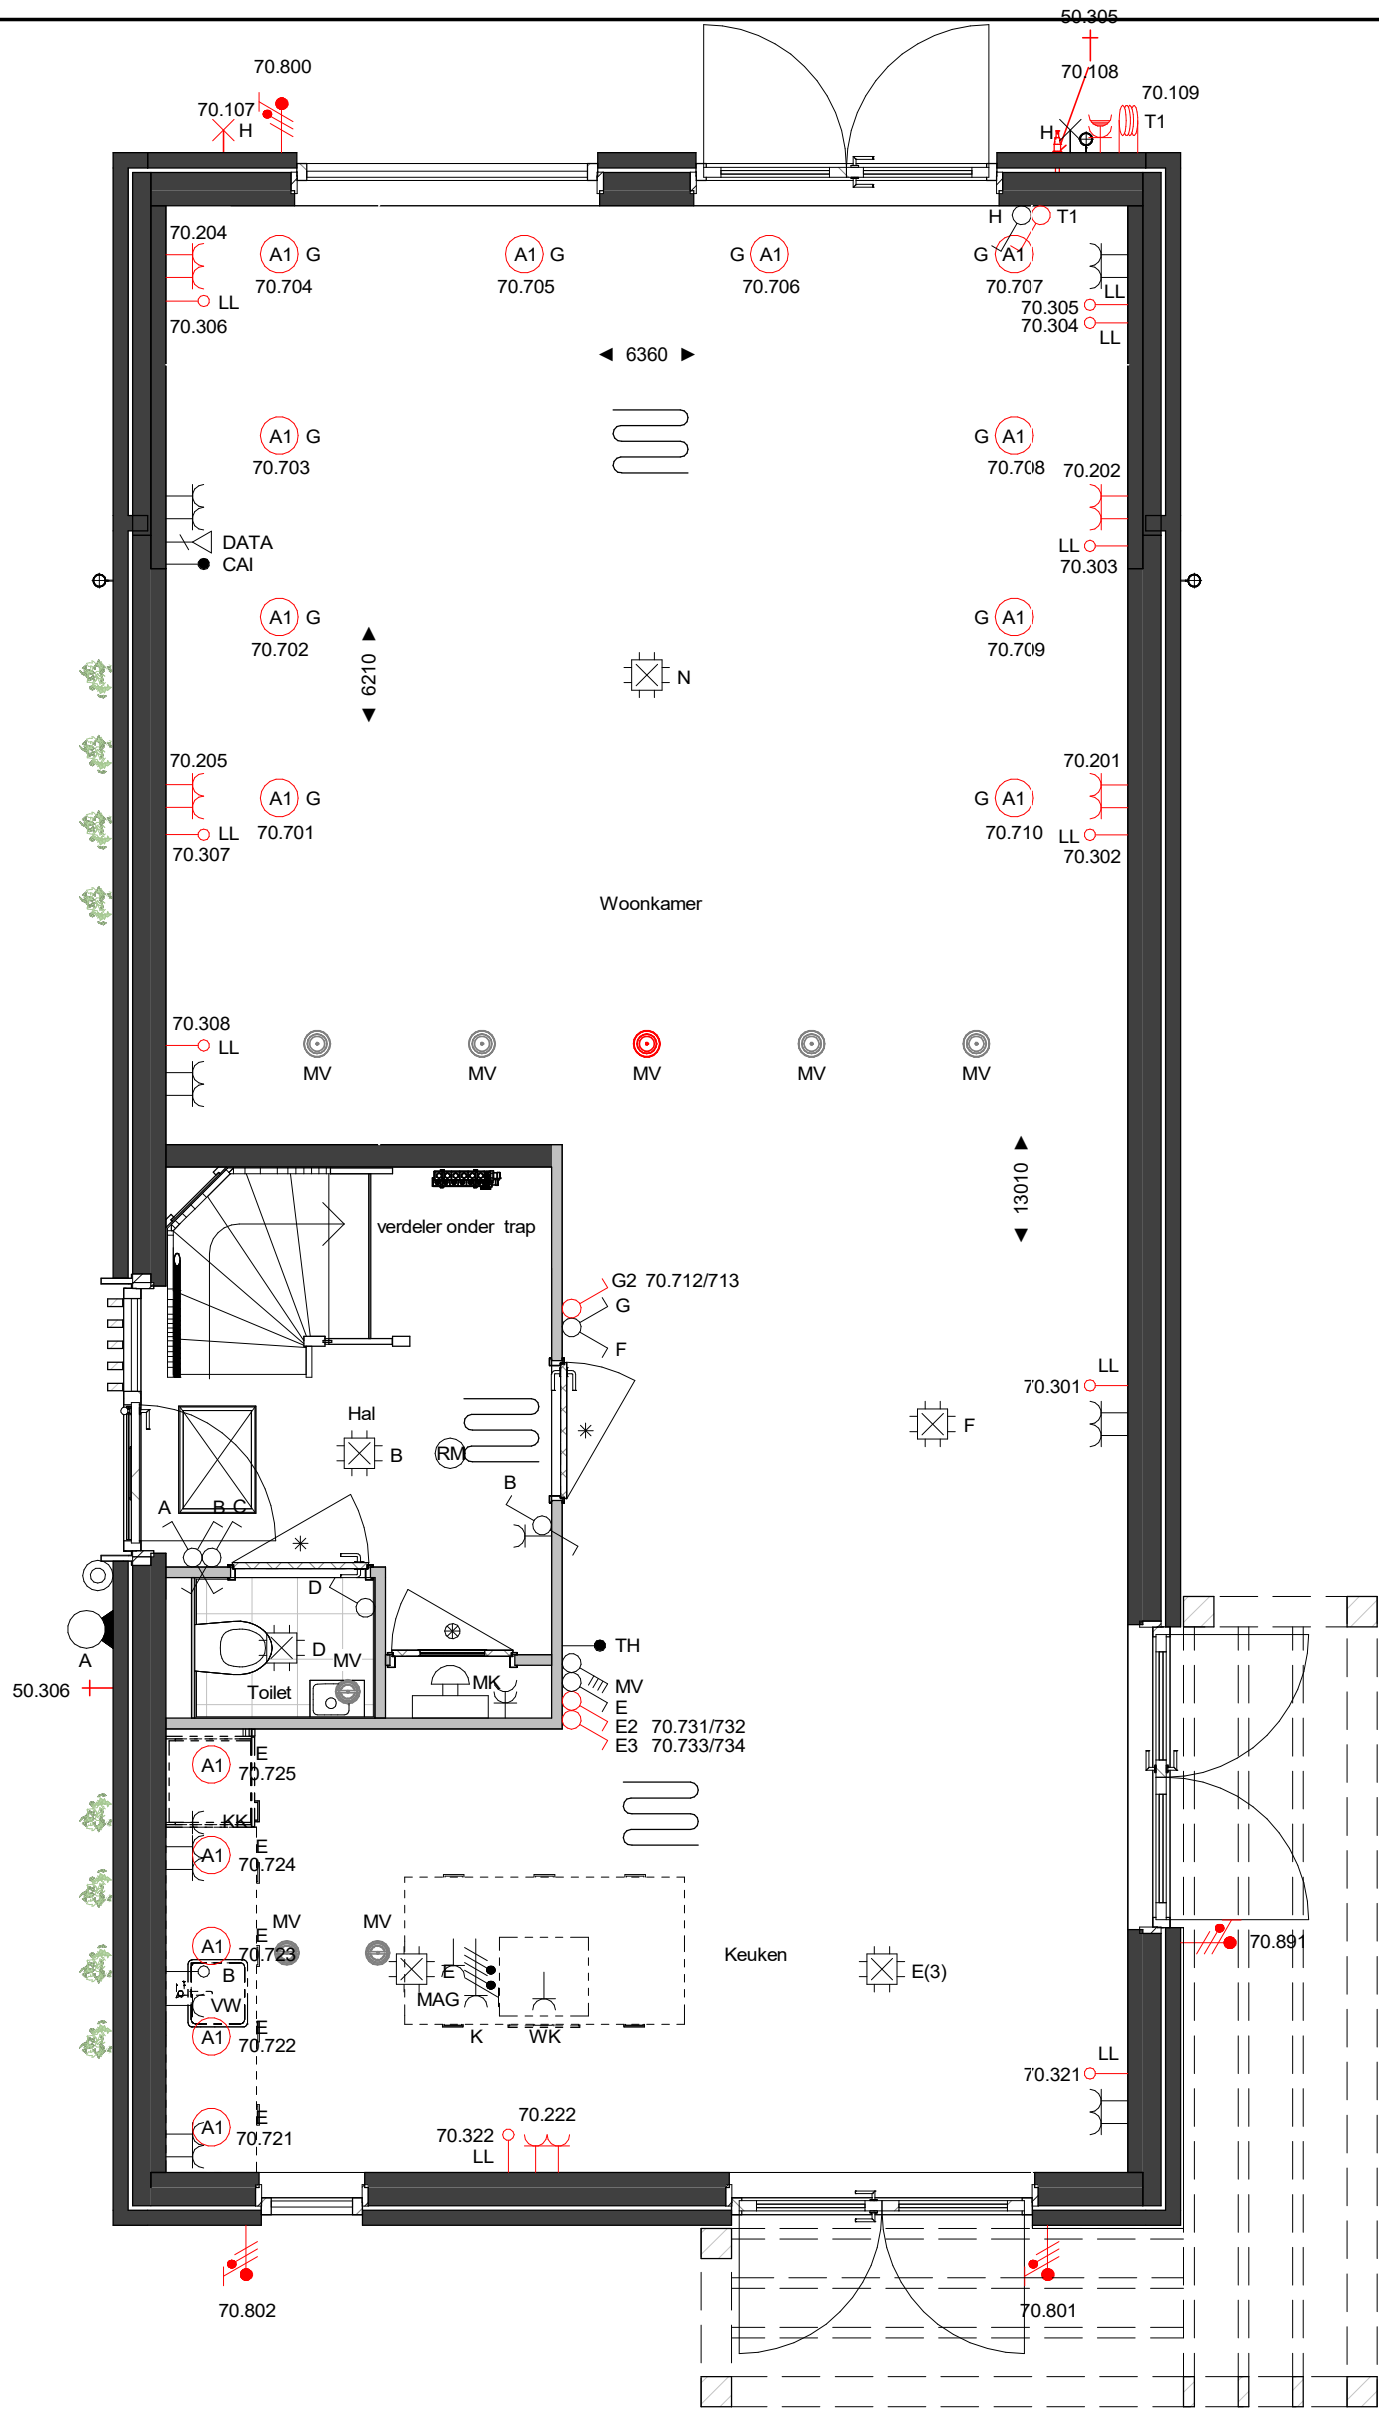 50.305
70.800
70.108
70.107
H
70.109
H
T1
70.204
H
T1
A1 G
A1 G
G A1
G A1
70.704
70.705
70.706
70.707
LL
LL
70.305
70.306
70.304
LL
6360
A1 G
G A1
70.703
70.708
70.202
DATA
LL
CAI
70.303
A1 G
G A1
70.702
70.709
6210
N
70.205
70.201
A1 G
G A1
70.701
70.710
LL
LL
70.307
70.302
Woonkamer
70.308
LL
MV
MV
MV
MV
MV
13010
verdeler onder trap
G2 70.712/713
G
F
LL
70.301
Hal
B
RM
F
B
A
B C
D
D
TH
A
MV
MK
MV
50.306
Toilet
E
E2 70.731/732
E3 70.733/734
A1
E
70.725
KK
A1
E
70.724
MV
MV
A1
E
70.723
Keuken
70.891
B
E
E(3)
VW
MAG
A1
E
70.722
K
WK
LL
70.321
A1
E
70.721
70.222
70.322
LL
70.802
70.801